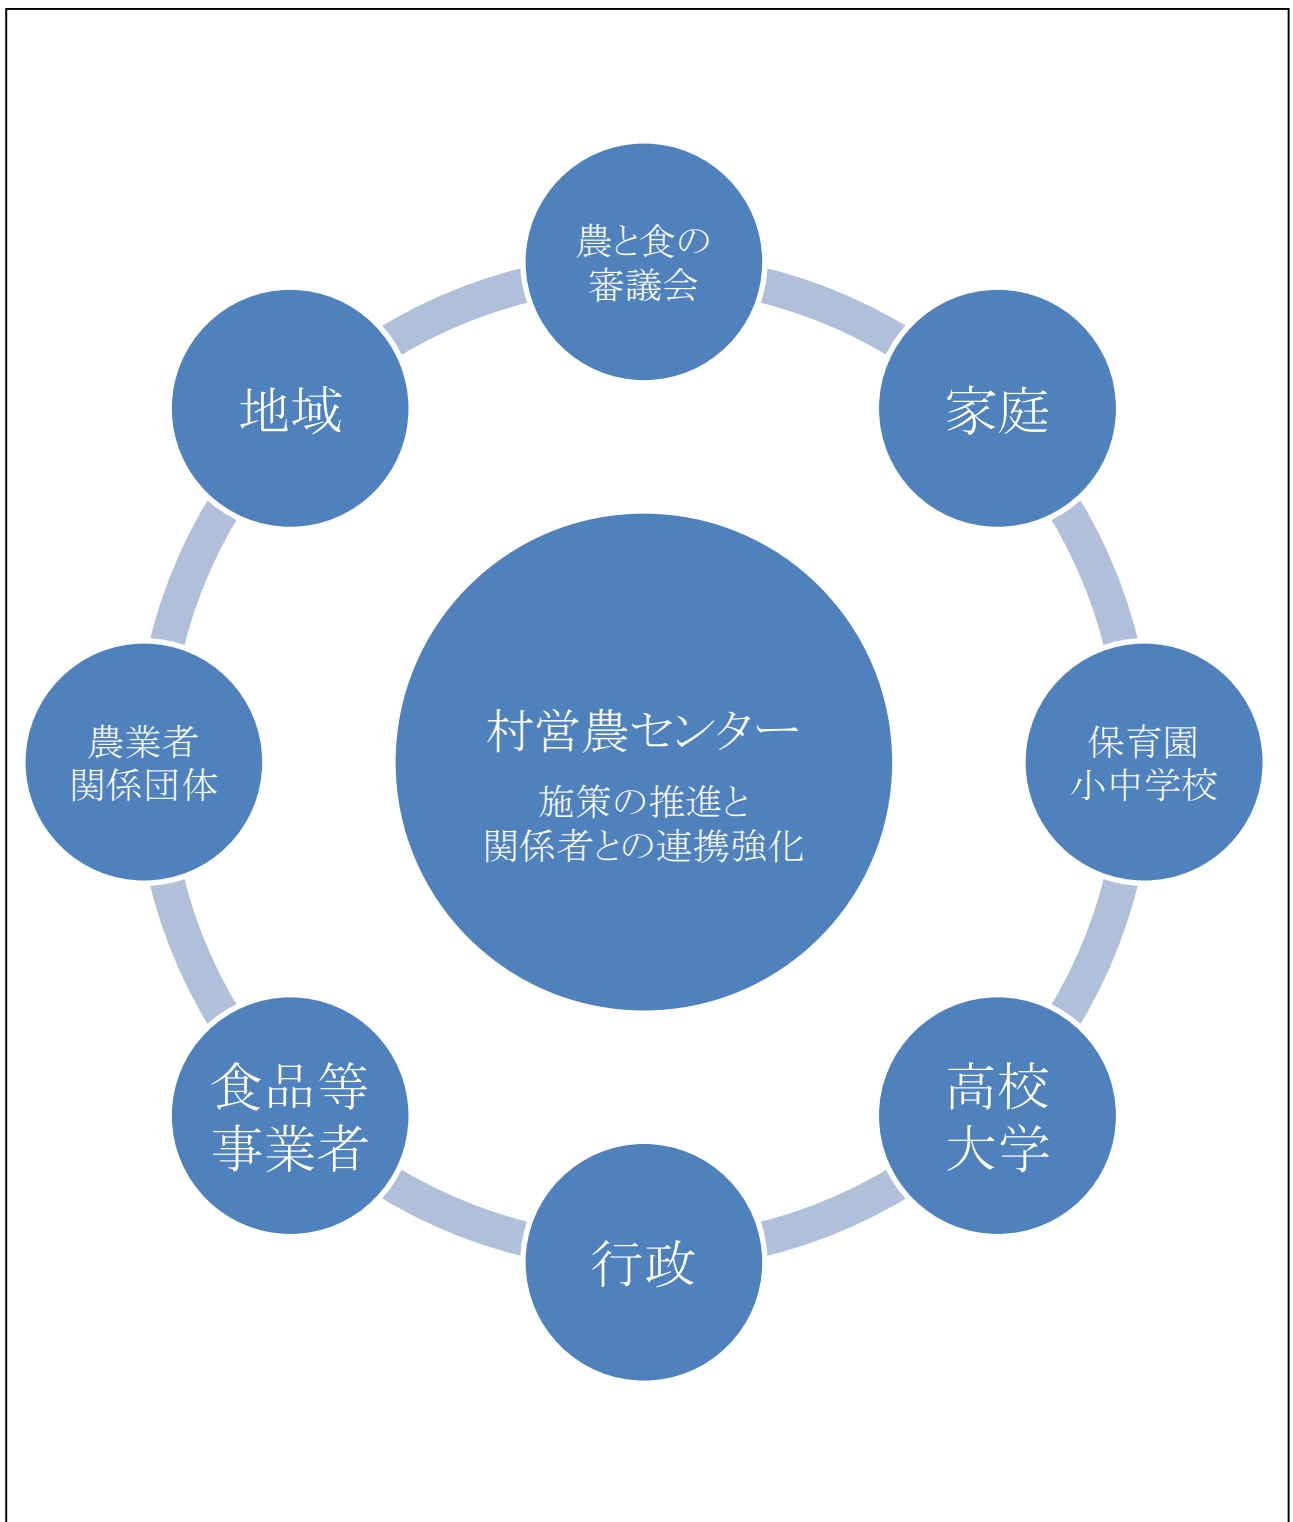 農と食の
審議会
家庭
保育園
小中学校
高校
大学
行政
食品等
事業者
農業者
関係団体
地域
村営農センター
施策の推進と
関係者との連携強化